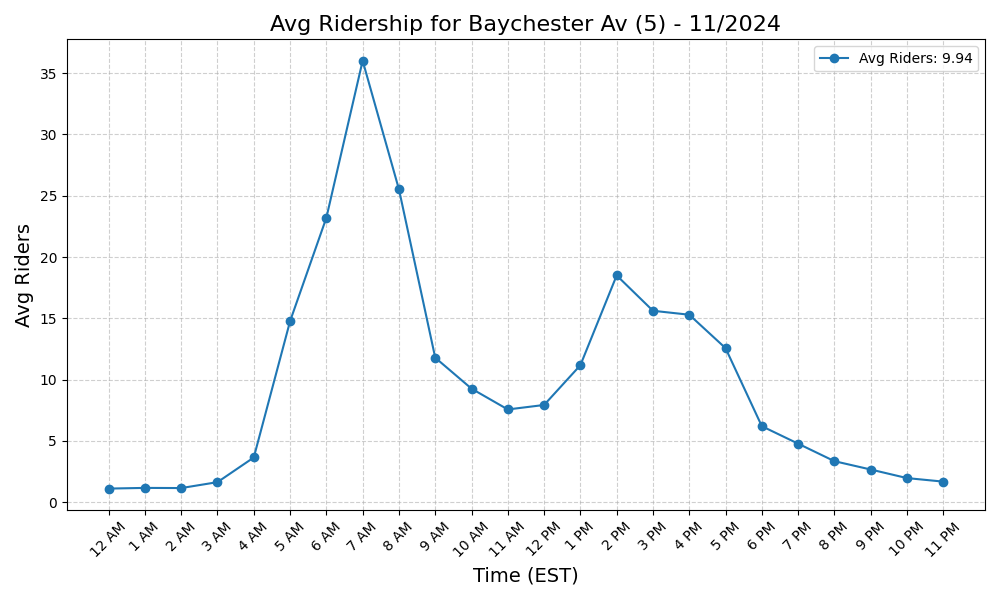 Avg Ridership for Baychester Av (5) - 11/2024
Avg Riders: 9.94
Avg Riders
35
30
25
20
15
10
5
0
12 AM
1 AM
2 AM
3 AM
4 AM
5 AM
6 AM
7 AM
8 AM
9 AM
10 AM
11 AM
12 PM
1 PM
2 PM
3 PM
4 PM
5 PM
6 PM
7 PM
8 PM
9 PM
10 PM
11 PM
Time (EST)